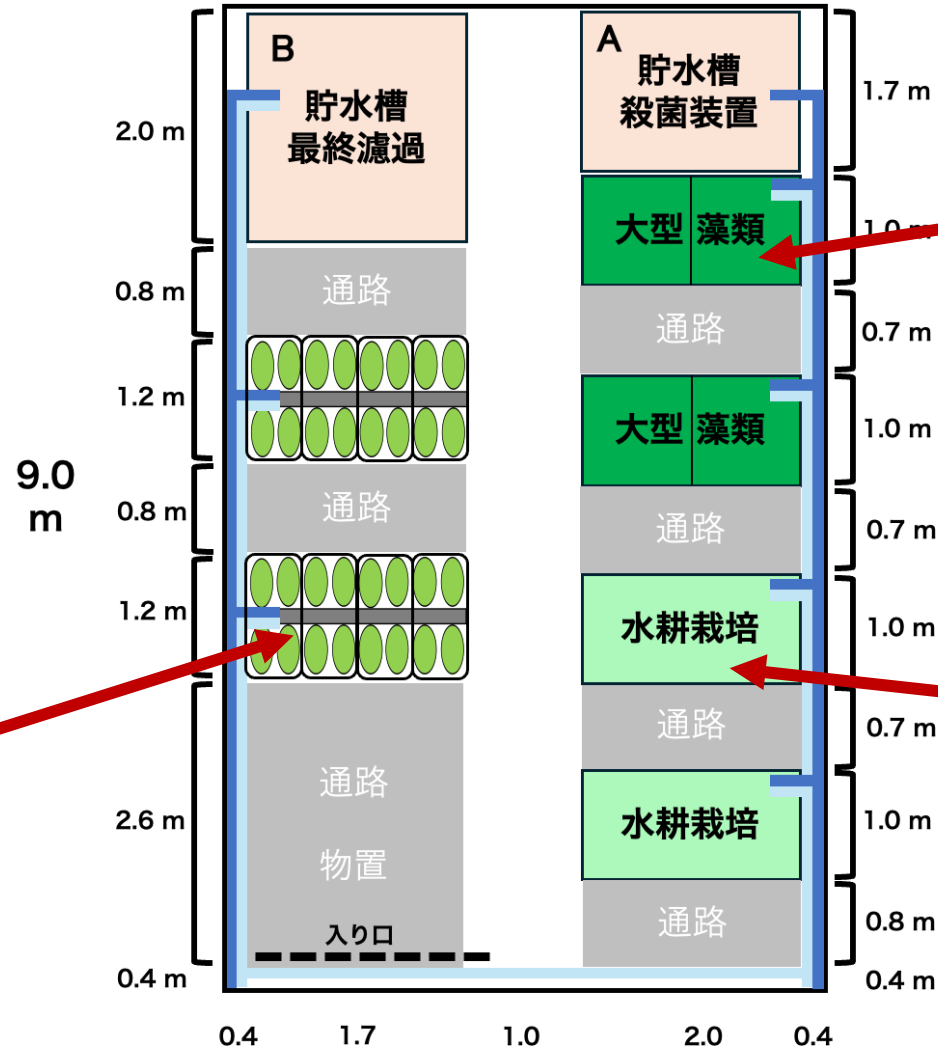 B
貯水槽
最終濾過
A
貯水槽
殺菌装置
2.0 m
1.7 m
大型 藻類
1.0 m
0.8 m
通路
通路
0.7 m
1.2 m
大型 藻類
1.0 m
9.0
m
0.8 m
通路
通路
0.7 m
1.2 m
水耕栽培
1.0 m
通路
0.7 m
2.6 m
通路
物置
水耕栽培
1.0 m
入り口
通路
0.8 m
0.4 m
0.4 m
0.4
1.7
1.0
2.0
0.4